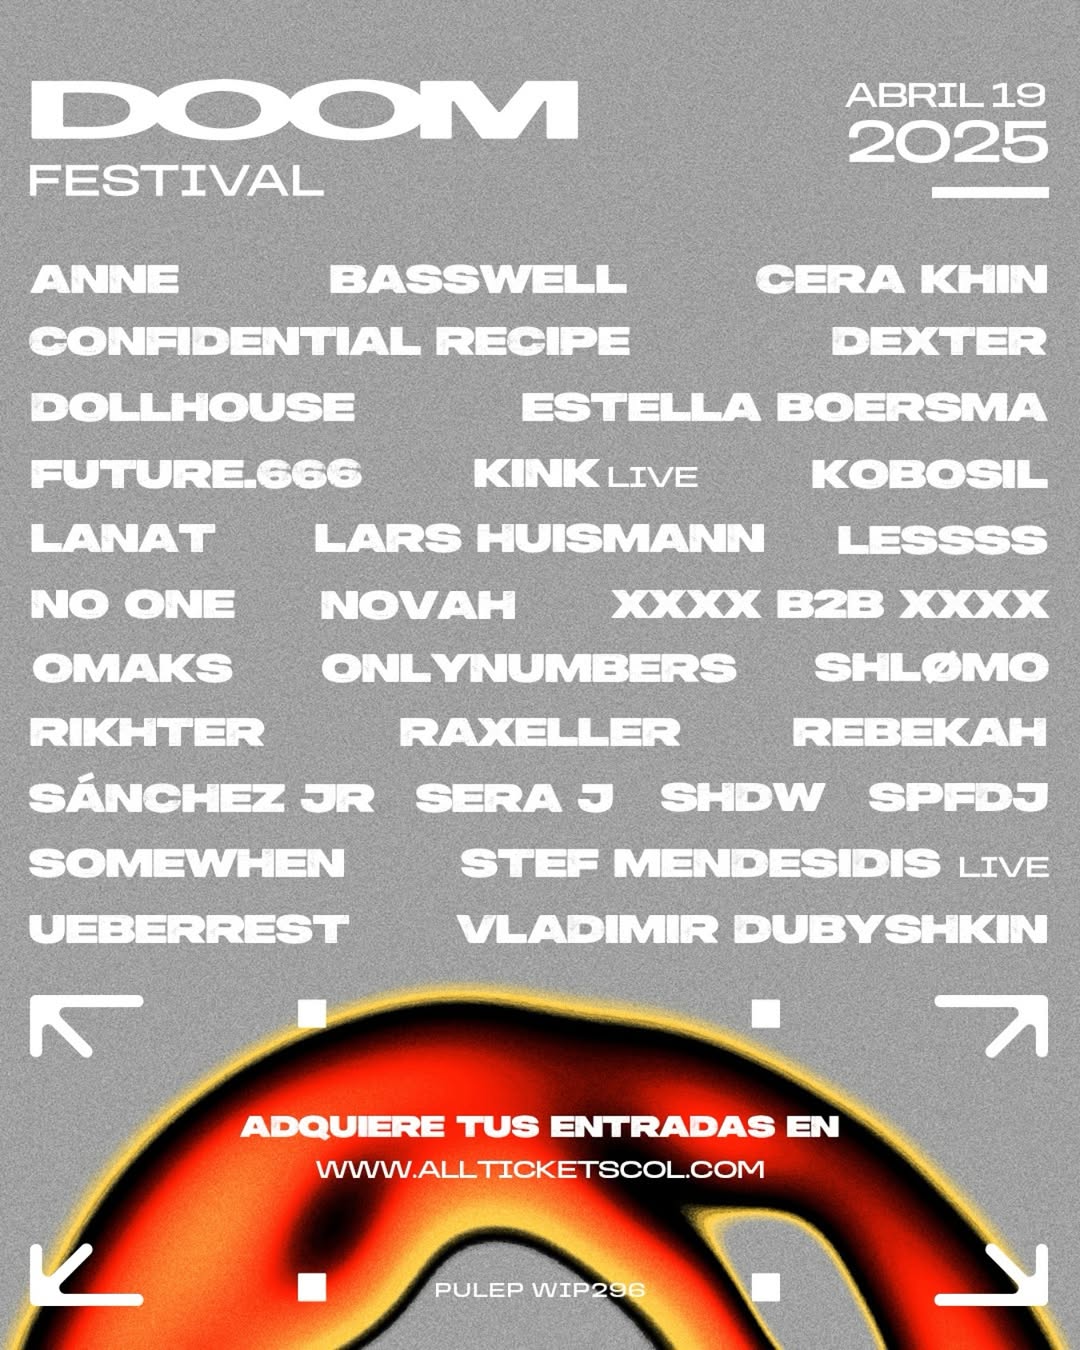 DOOM
FESTIVAL
ABRIL 19
2025
ANNE BASSWELL CERA KHIN
CONFIDENTIAL RECIPE DEXTER
DOLLHOUSE ESTELLA BOERSMA
FUTURE.666 KINK LIVE KOBOSIL
LANAT LARS HUISMANN LESSSS
NO ONE NOVAH XXXX B2B XXXX
OMAKS ONLYNUMBERS SHLØMO
RIKHTER RAXELLER REBEKAH
SÁNCHEZ JR SERA J SHDW SPFDJ
SOMEWHEN STEF MENDESIDIS LIVE
UEBERREST VLADIMIR DUBYSHKIN
ADQUIERE TUS ENTRADAS EN
WWW.ALLTICKETSCOL.COM
PULEP WIP296